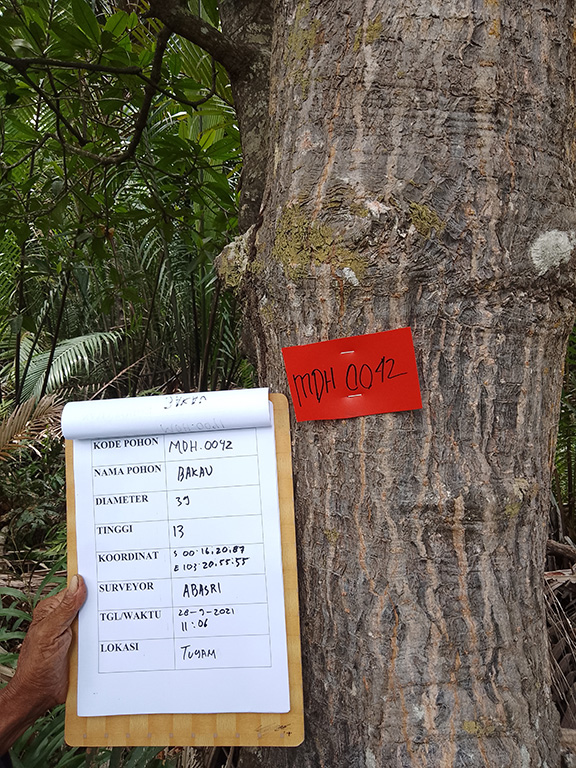 MDH 0042
KODE POHON MDH.0042
NAMA POHON BAKAU
DIAMETER 39
TINGGI 13
KOORDINAT S 00.16.20.87
E 103.20.55.55
SURVEYOR ABASRI
TGL/WAKTU 28-9-2021
11:06
LOKASI TUYAM